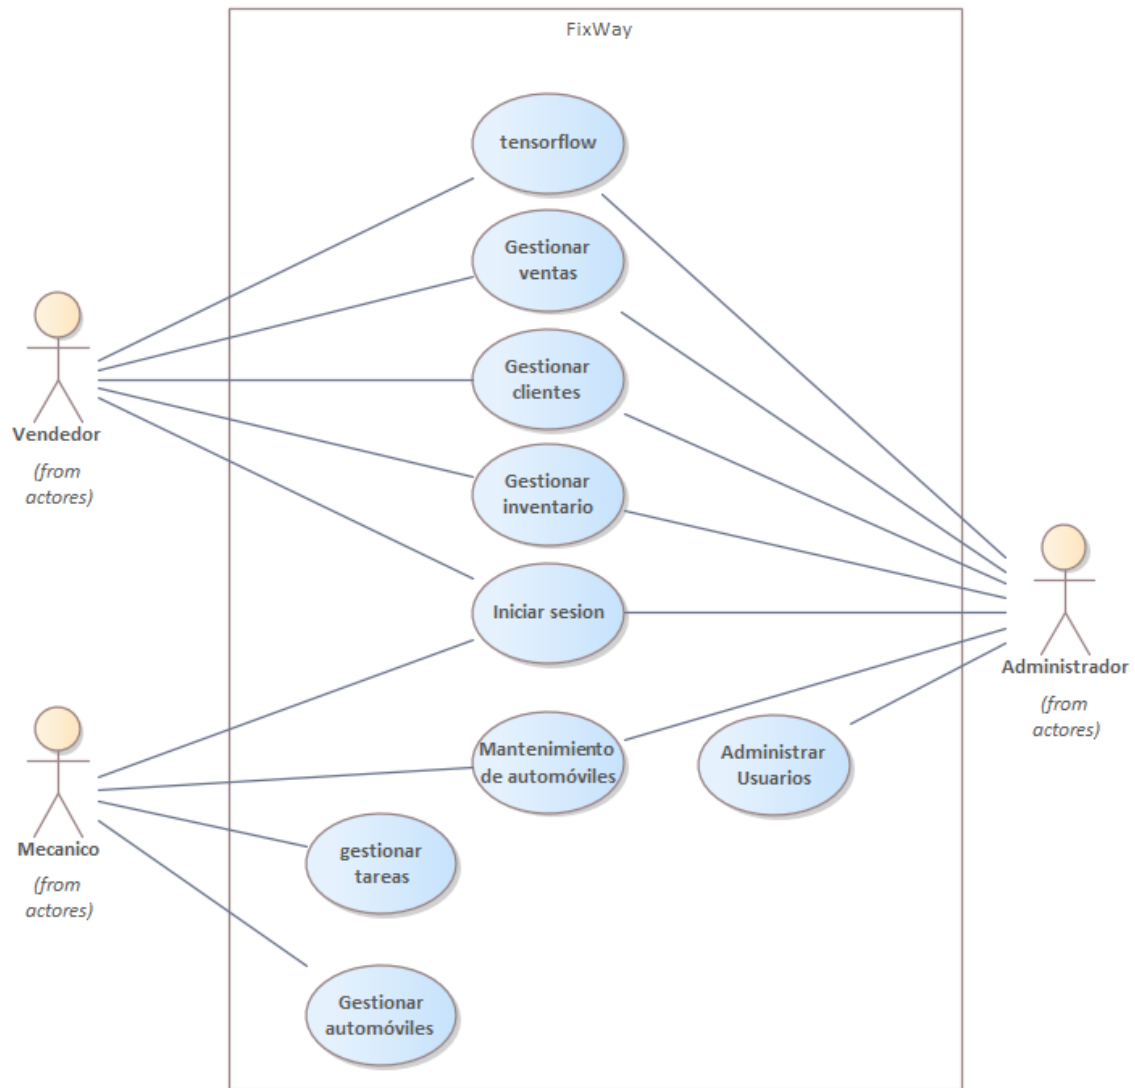 FixWay
tensorflow
Gestionar
ventas
Gestionar
clientes
Vendedor
(from
actores)
Gestionar
inventario
Iniciar sesion
Administrador
(from
actores)
Mantenimiento
de automóviles
Administrar
Usuarios
Mecanico
(from
actores)
gestionar
tareas
Gestionar
automóviles